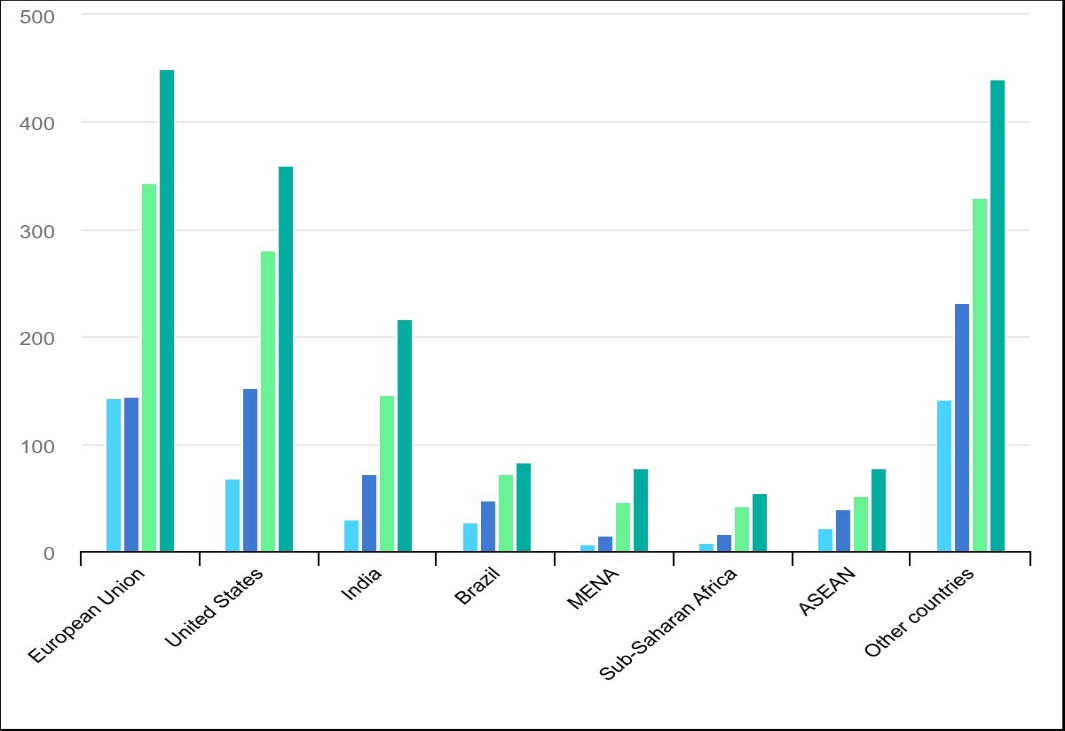 500
400
300
200
100
0
European Union
United States
India
Brazil
MENA
Sub-Saharan Africa
ASEAN
Other countries